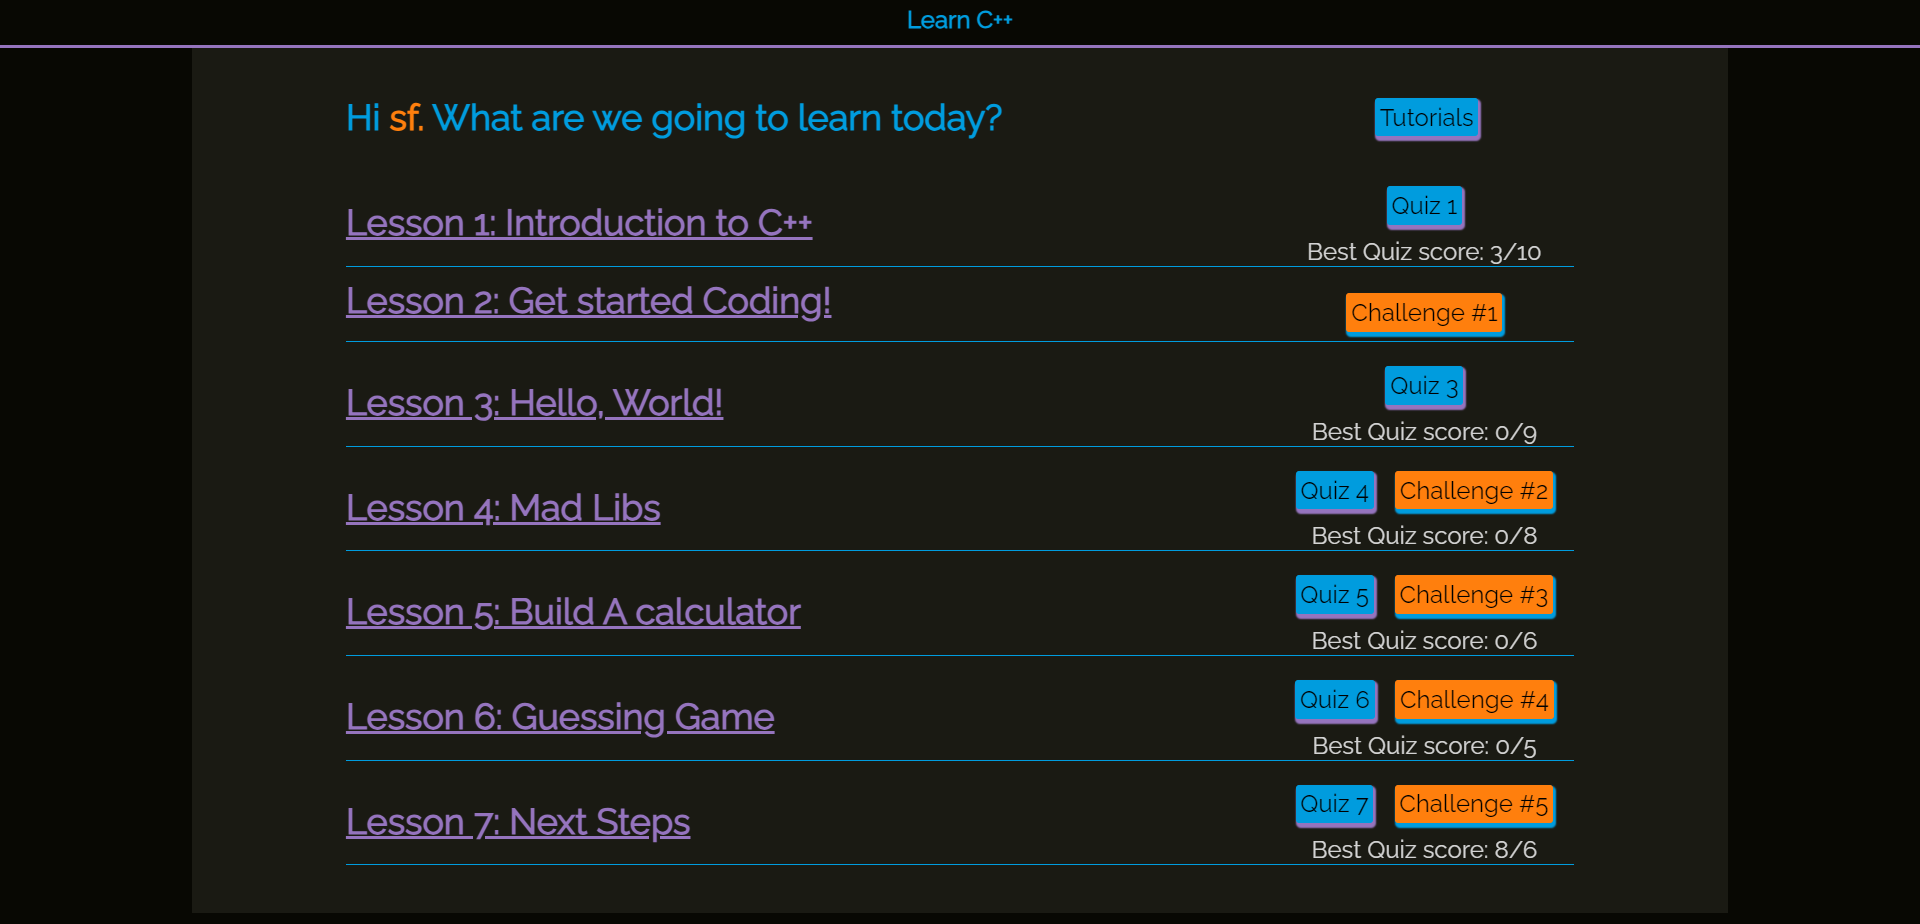 Learn C++
Hi sf. What are we going to learn today?
Tutorials
Lesson 1: Introduction to C++
Quiz 1
Best Quiz score: 3/10
Lesson 2: Get started Coding!
Challenge #1
Lesson 3: Hello, World!
Quiz 3
Best Quiz score: 0/9
Lesson 4: Mad Libs
Quiz 4 Challenge #2
Best Quiz score: 0/8
Lesson 5: Build A calculator
Quiz 5 Challenge #3
Best Quiz score: 0/6
Lesson 6: Guessing Game
Quiz 6 Challenge #4
Best Quiz score: 0/5
Lesson 7: Next Steps
Quiz 7 Challenge #5
Best Quiz score: 8/6